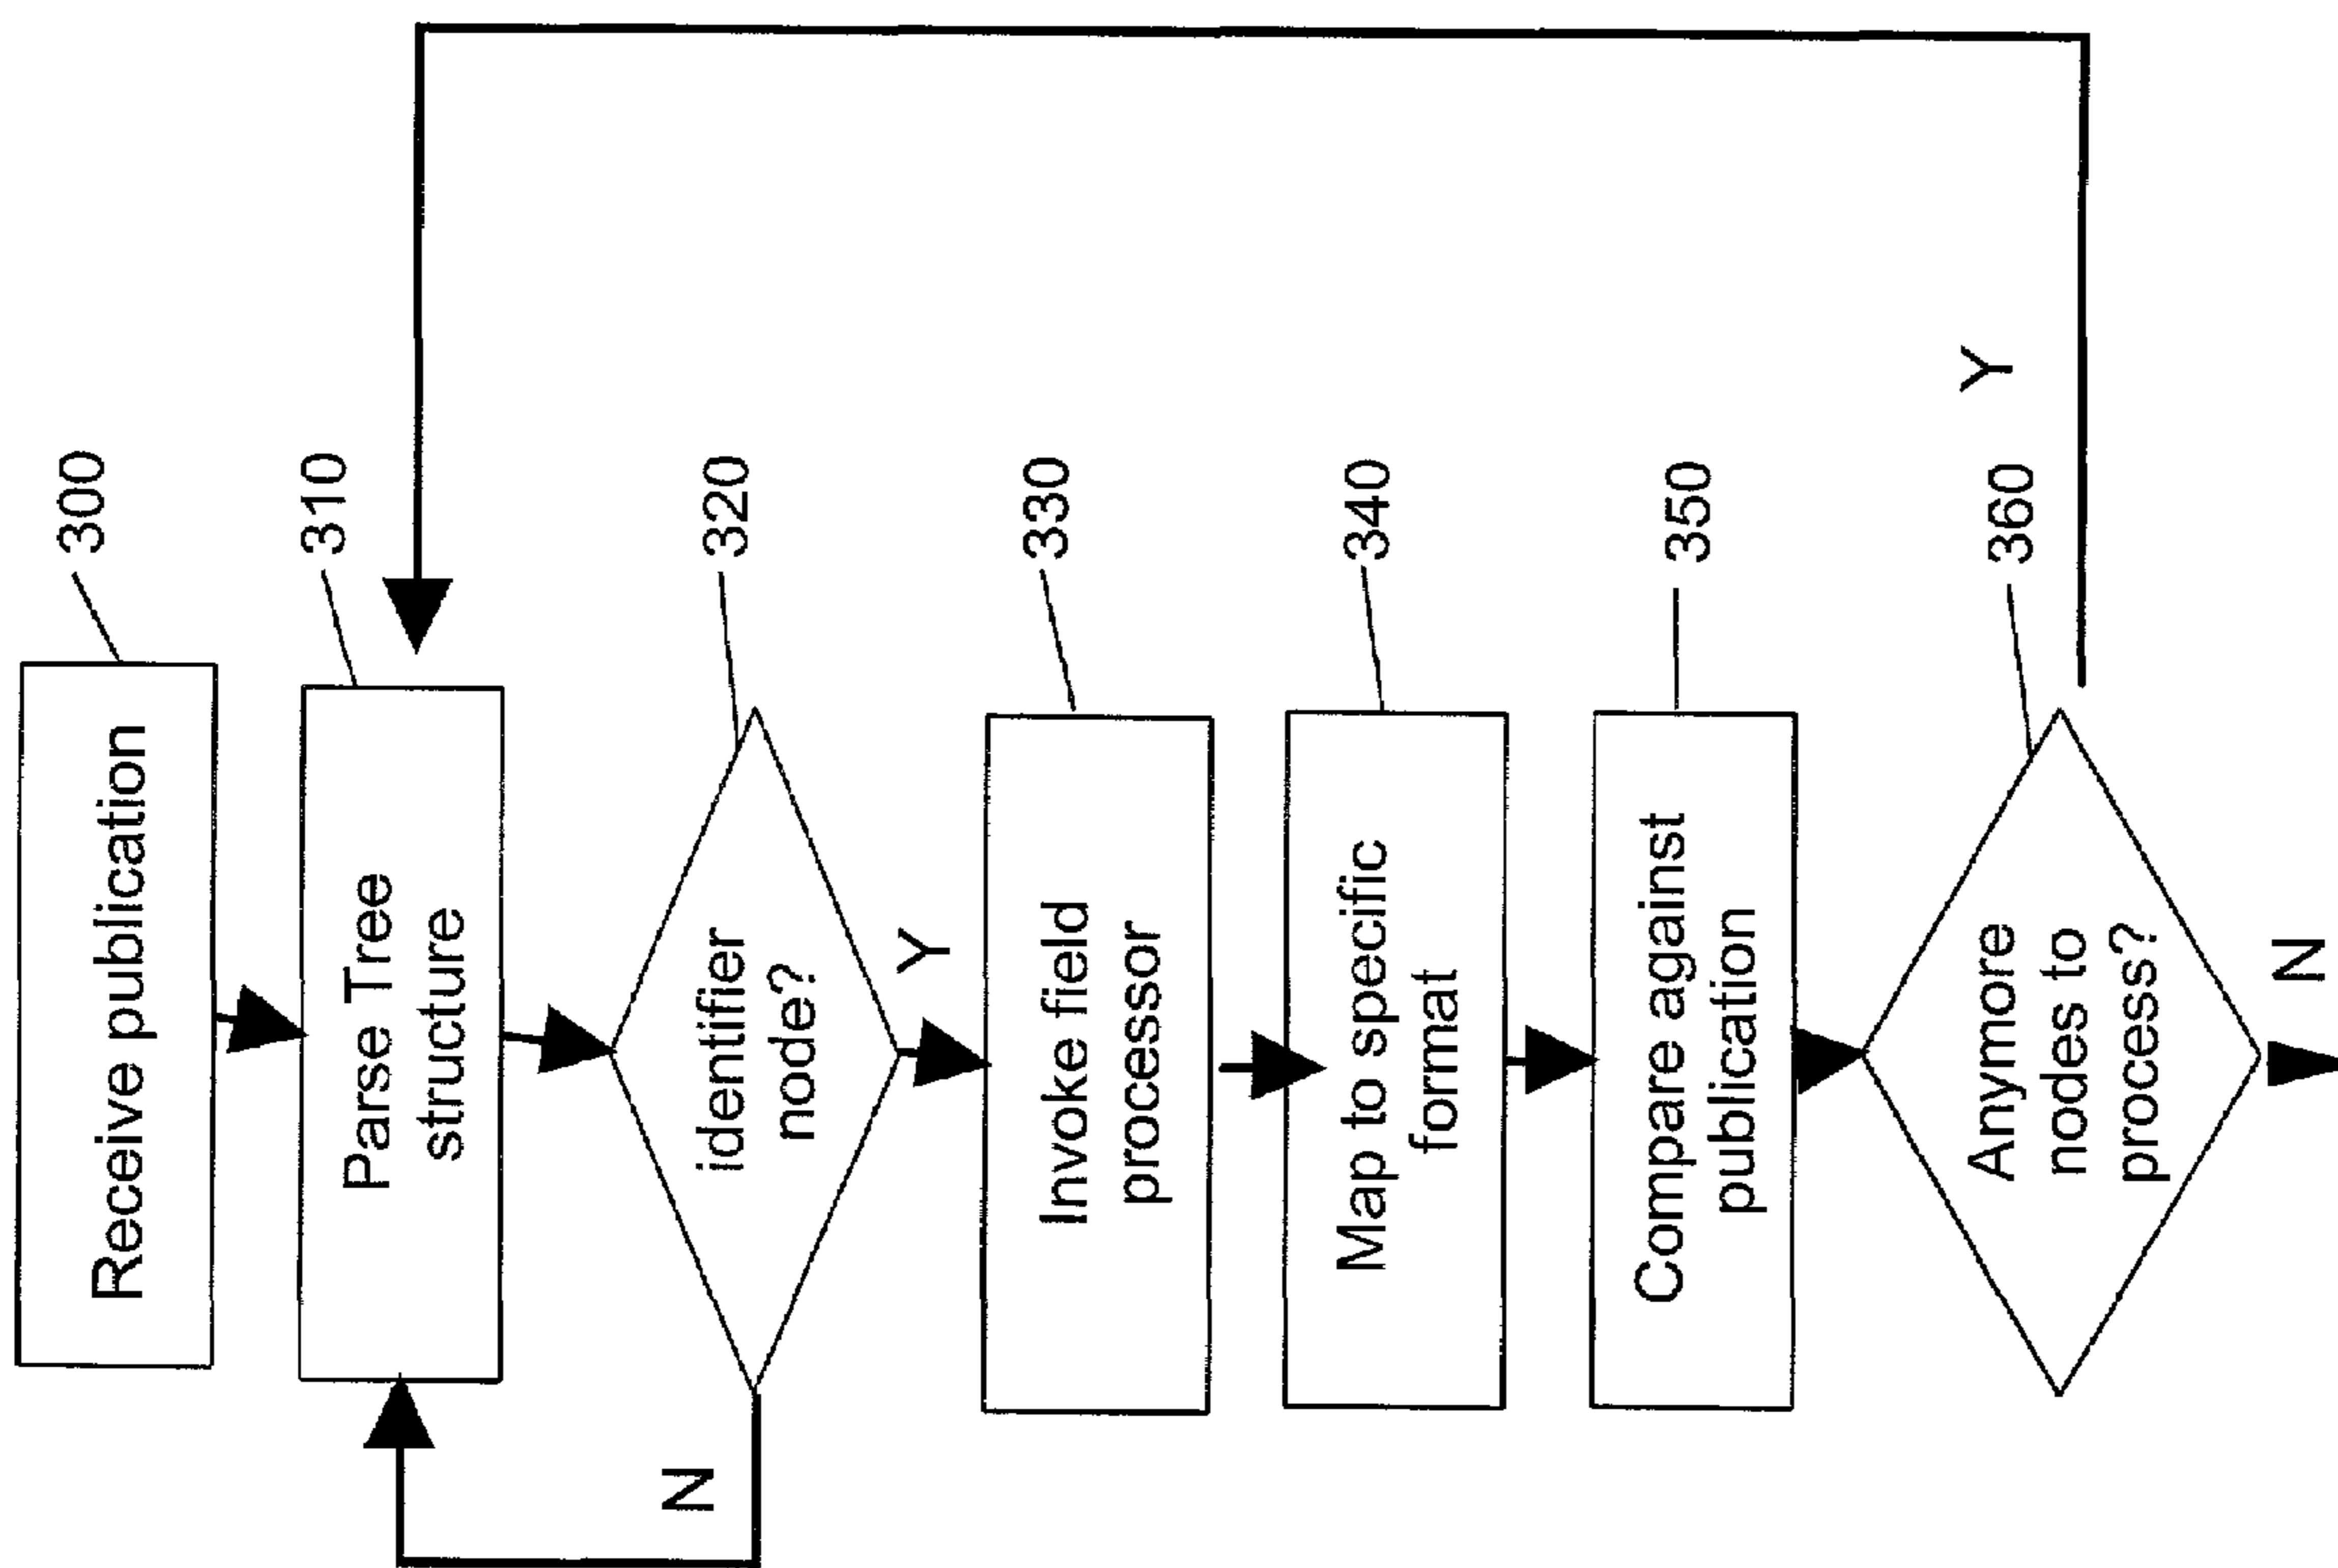 Receive publication
300
Parse Tree
structure
310
identifier
node?
320
N
Y
Invoke field
processor
330
Map to specific
format
340
Compare against
publication
350
Anymore
nodes to
process?
360
Y
N